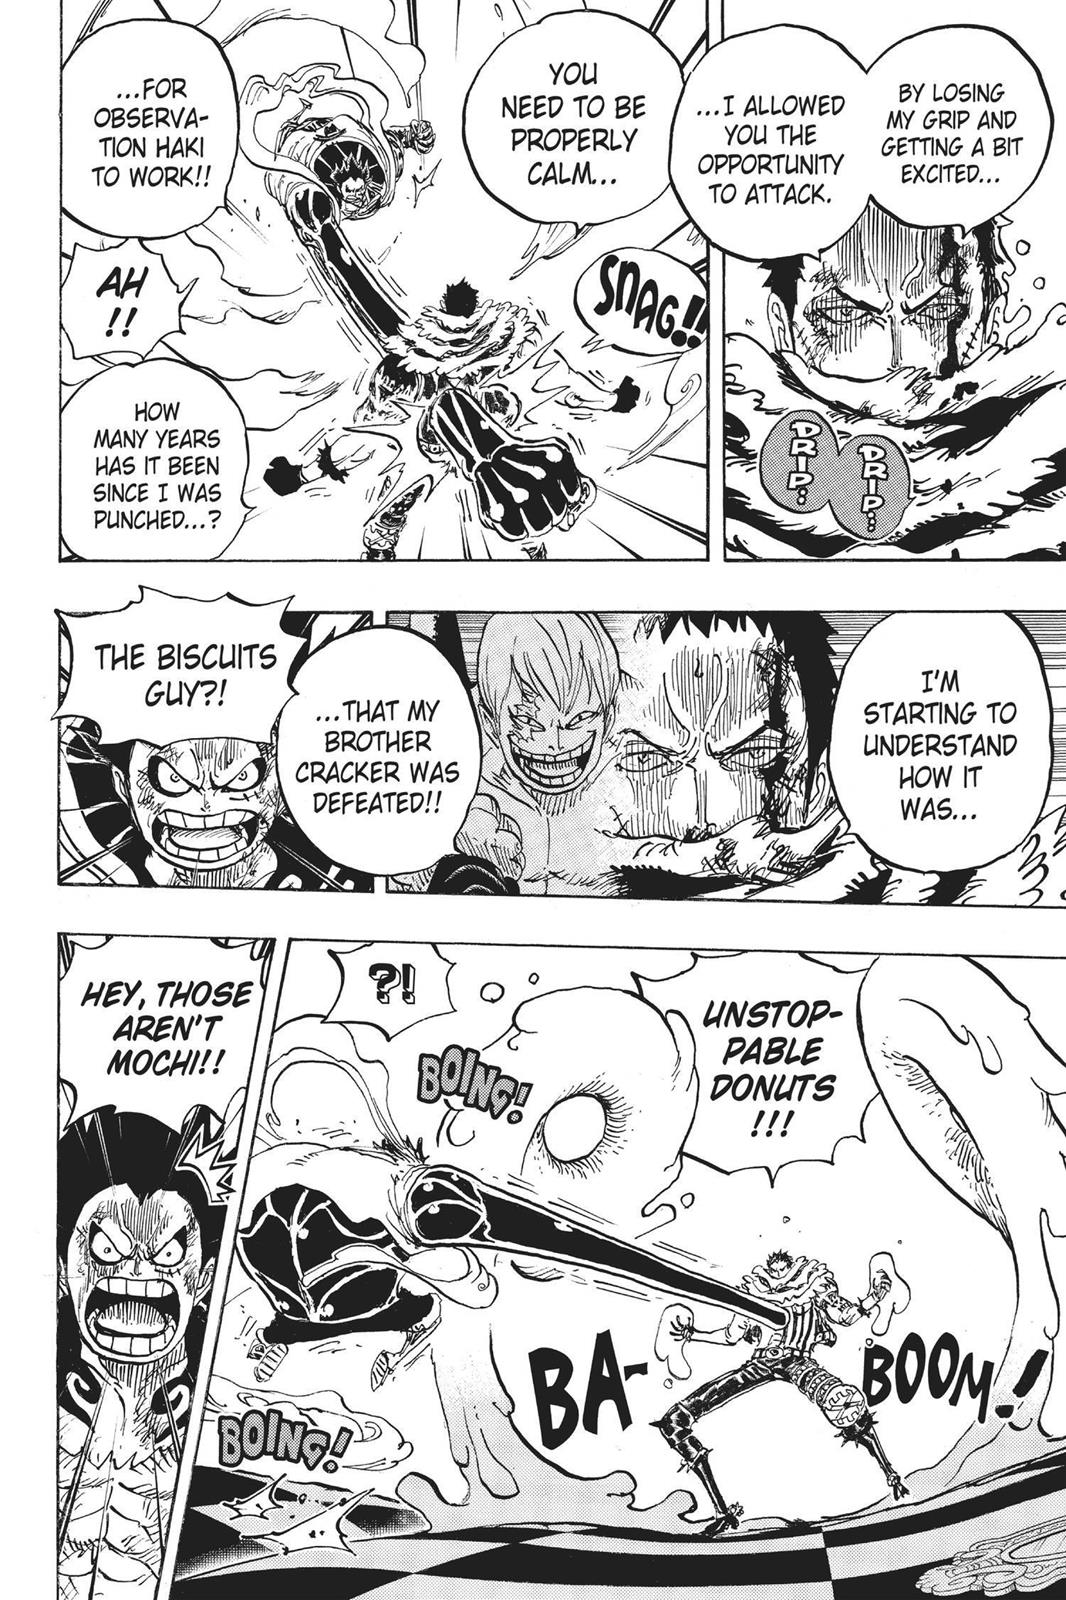 BY LOSING
MY GRIP AND
GETTING A BIT
EXCITED...
...I ALLOWED
YOU THE
OPPORTUNITY
TO ATTACK.
DRIP...
DRIP...
YOU
NEED TO BE
PROPERLY
CALM...
SNAG!!
...FOR
OBSERVA-
TION HAKI
TO WORK!!
AH
!!
HOW
MANY YEARS
HAS IT BEEN
SINCE I WAS
PUNCHED...?
I'M
STARTING TO
UNDERSTAND
HOW IT
WAS...
...THAT MY
BROTHER
CRACKER WAS
DEFEATED!!
THE BISCUITS
GUY?!
UNSTOP-
PABLE
DONUTS
!!!
?!
BOING!
BA-
BOOM!
BOING!
HEY, THOSE
AREN'T
MOCHI!!